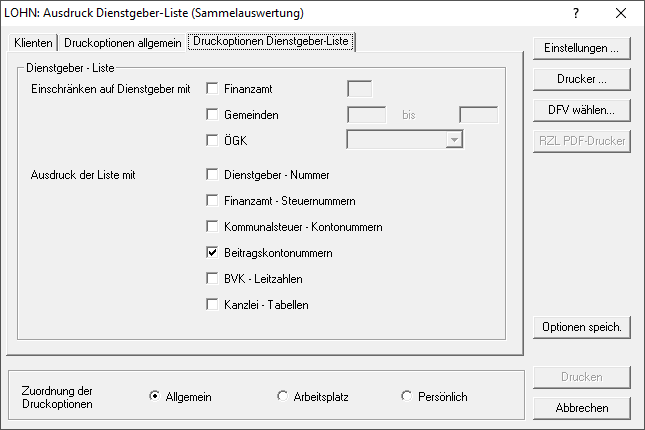 LOHN: Ausdruck Dienstgeber-Liste (Sammelauswertung)
Klienten
Druckoptionen allgemein
Druckoptionen Dienstgeber-Liste
Dienstgeber - Liste
Einschränken auf Dienstgeber mit
Finanzamt
Gemeinden
bis
ÖGK
Ausdruck der Liste mit
Dienstgeber - Nummer
Finanzamt - Steuernummern
Kommunalsteuer - Kontonummern
Beitragskontonummern
BVK - Leitzahlen
Kanzlei - Tabellen
Einstellungen ...
Drucker ...
DFV wählen...
RZL PDF-Drucker
Optionen speich.
Drucken
Abbrechen
Zuordnung der
Druckoptionen
Allgemein
Arbeitsplatz
Persönlich